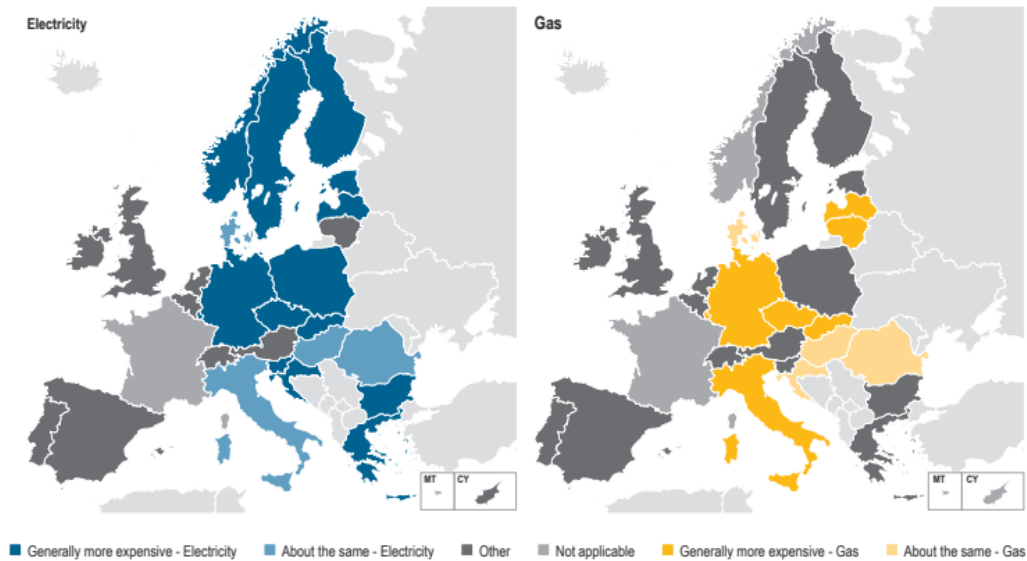 Electricity
Gas
MT
CY
MT
CY
Generally more expensive - Electricity
About the same - Electricity
Other
Not applicable
Generally more expensive - Gas
About the same - Gas